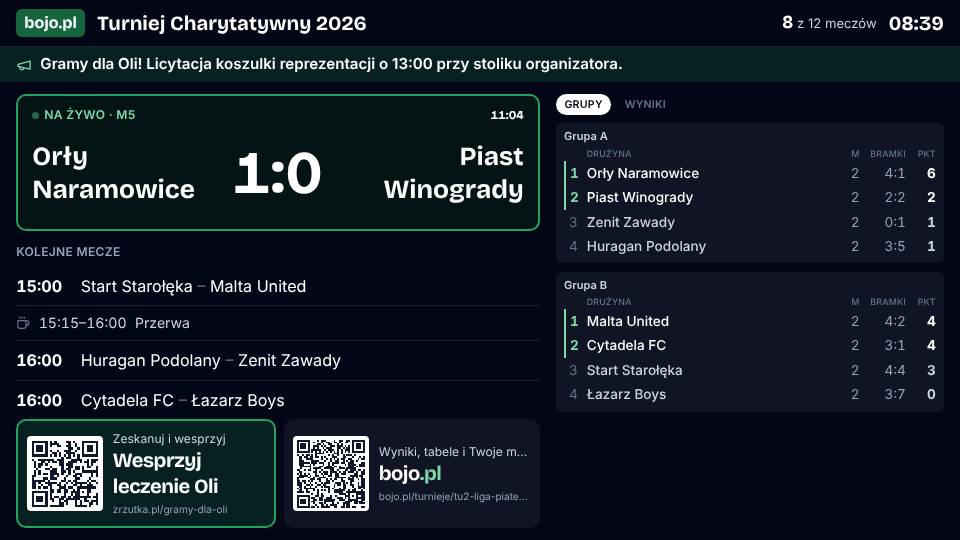 bojo.pl Turniej Charytatywny 2026 8 z 12 meczów 08:39
Gramy dla Oli! Licytacja koszulki reprezentacji o 13:00 przy stoliku organizatora.
NA ŻYWO · M5 11:04
Orły Naramowice 1:0 Piast Winogrady
KOLEJNE MECZE
15:00 Start Starołęka – Malta United
15:15–16:00 Przerwa
16:00 Huragan Podolany – Zenit Zawady
16:00 Cytadela FC – Łazarz Boys
Zeskanuj i wesprzyj
Wesprzyj
leczenie Oli
zrzutka.pl/gramy-dla-oli
Wyniki, tabele i Twoje m...
bojo.pl
bojo.pl/turnieje/tu2-liga-piate...
GRUPY WYNIKI
Grupa A
DRUŻYNA M BRAMKI PKT
1 Orły Naramowice 2 4:1 6
2 Piast Winogrady 2 2:2 2
3 Zenit Zawady 2 0:1 1
4 Huragan Podolany 2 3:5 1
Grupa B
DRUŻYNA M BRAMKI PKT
1 Malta United 2 4:2 4
2 Cytadela FC 2 3:1 4
3 Start Starołęka 2 4:4 3
4 Łazarz Boys 2 3:7 0